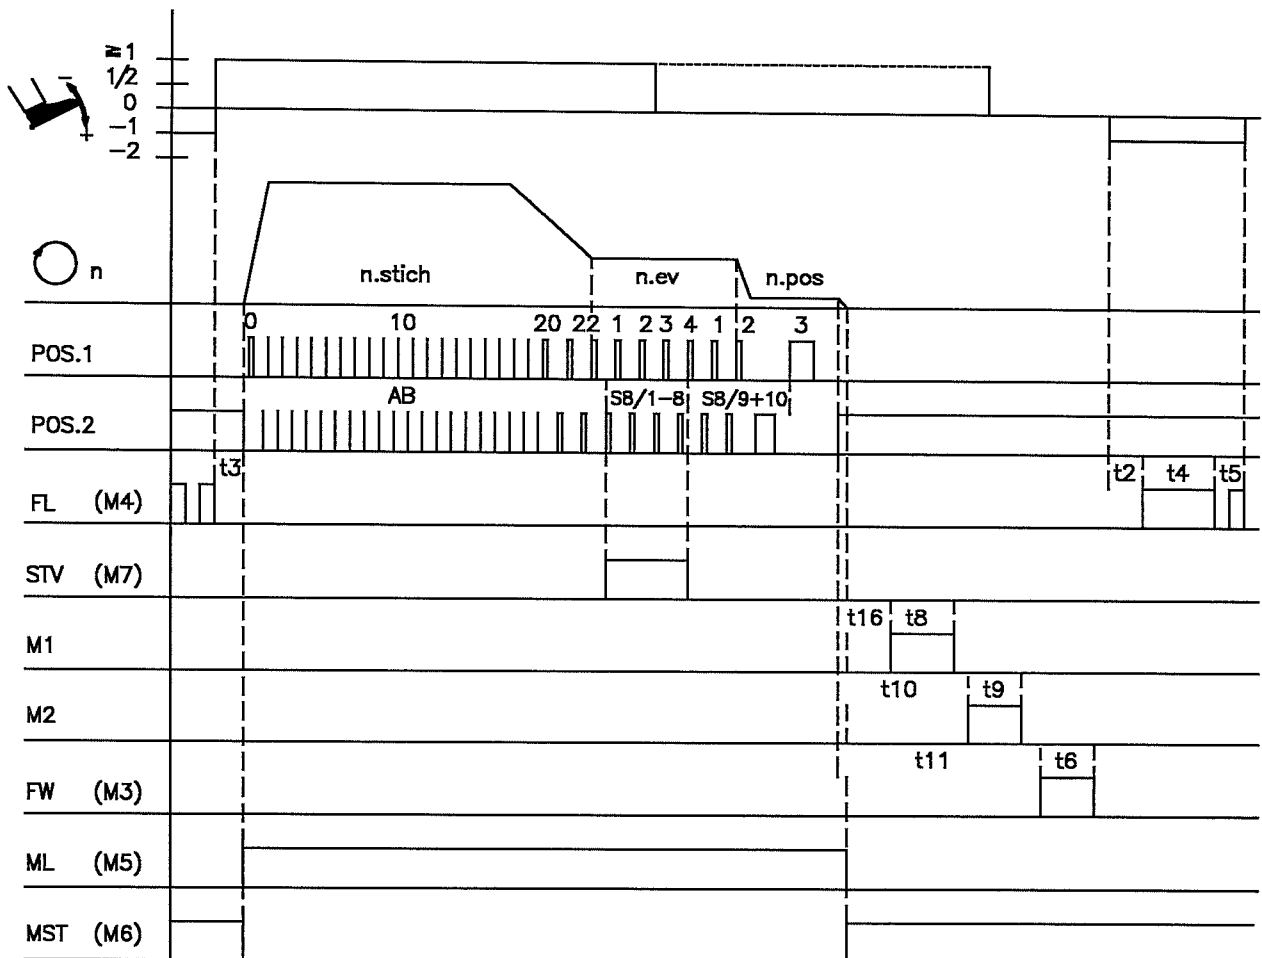 ≥1
1/2
0
-1
-2
-
+
n
n.stich n.ev n.pos
0 10 20 22 1 2 3 4 1 2 3
POS.1
AB S8/1-8 S8/9+10
POS.2
t3 t2 t4 t5
FL (M4)
STV (M7)
t16 t8
M1
t10 t9
M2
t11 t6
FW (M3)
ML (M5)
MST (M6)